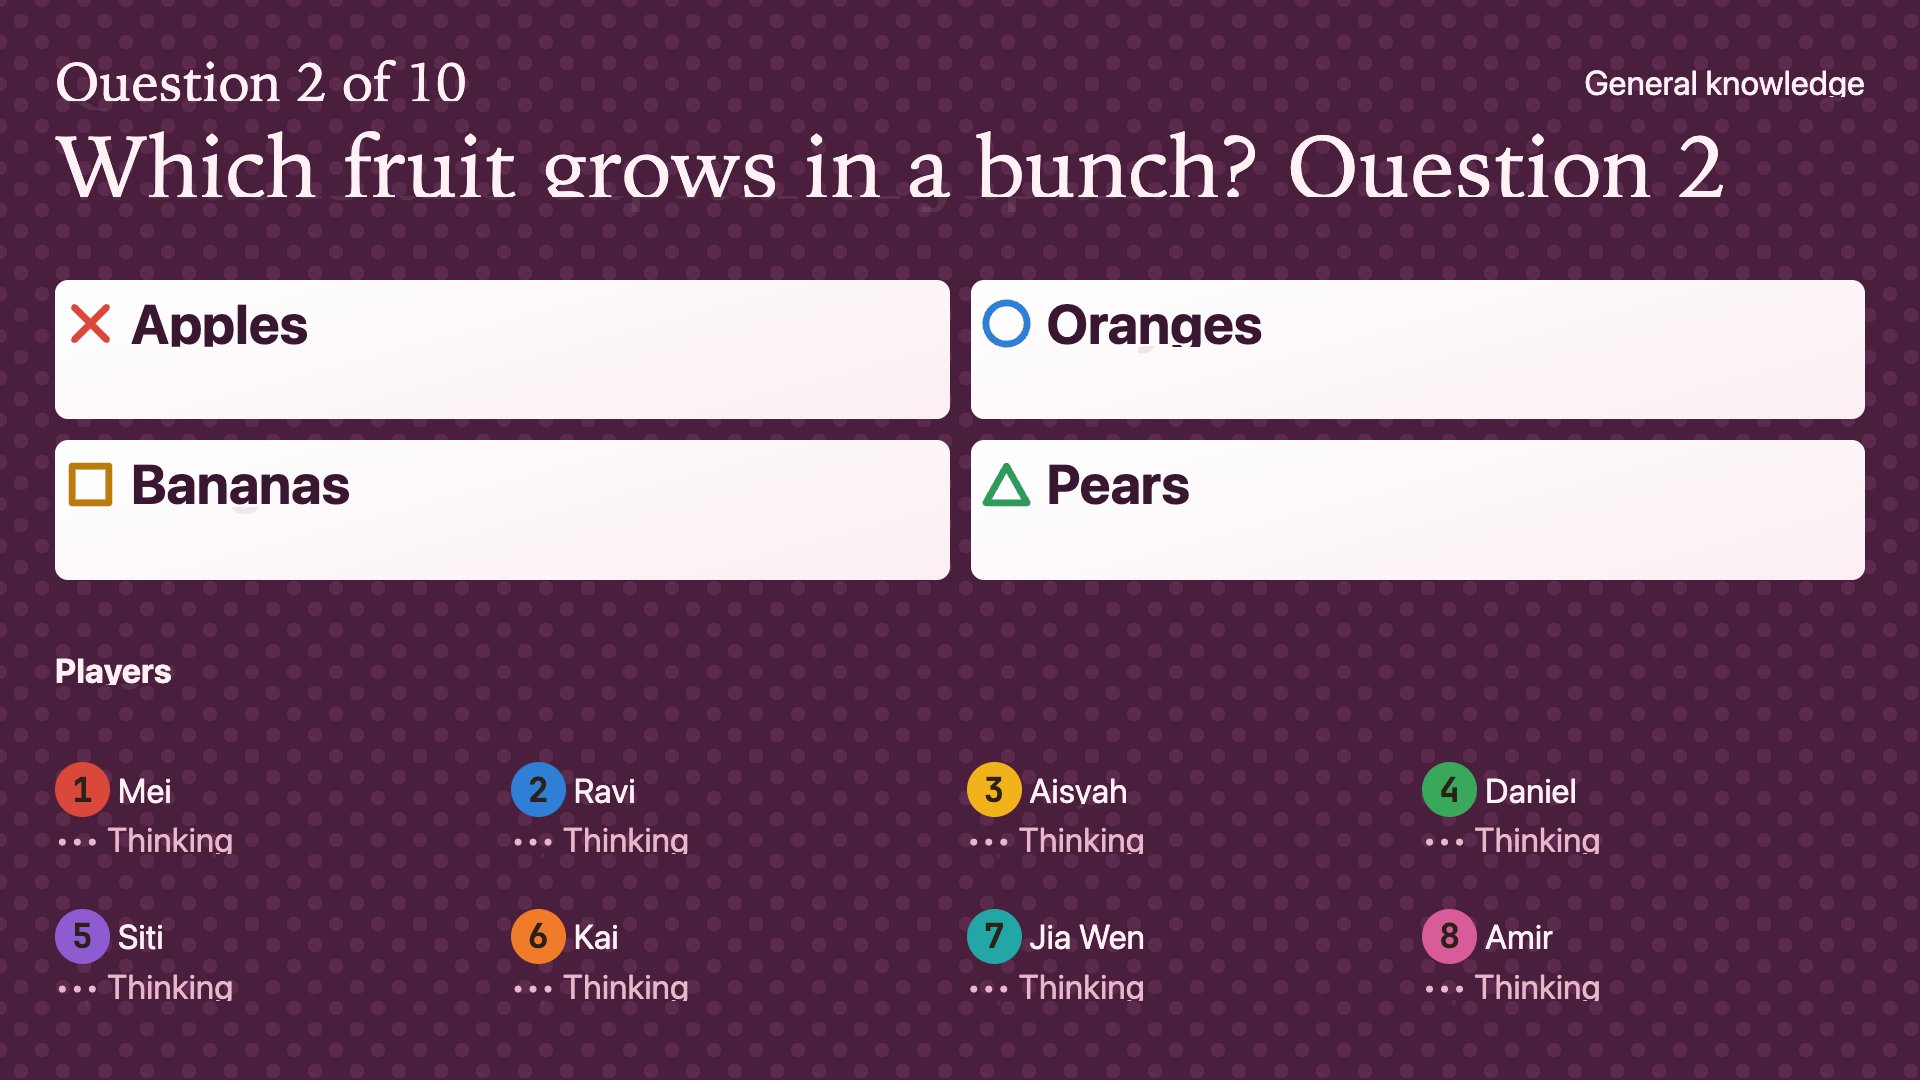 Question 2 of 10
General knowledge
Which fruit grows in a bunch? Question 2
Apples
Oranges
Bananas
Pears
Players
1 Mei
2 Ravi
3 Aisyah
4 Daniel
... Thinking
... Thinking
... Thinking
... Thinking
5 Siti
6 Kai
7 Jia Wen
8 Amir
... Thinking
... Thinking
... Thinking
... Thinking